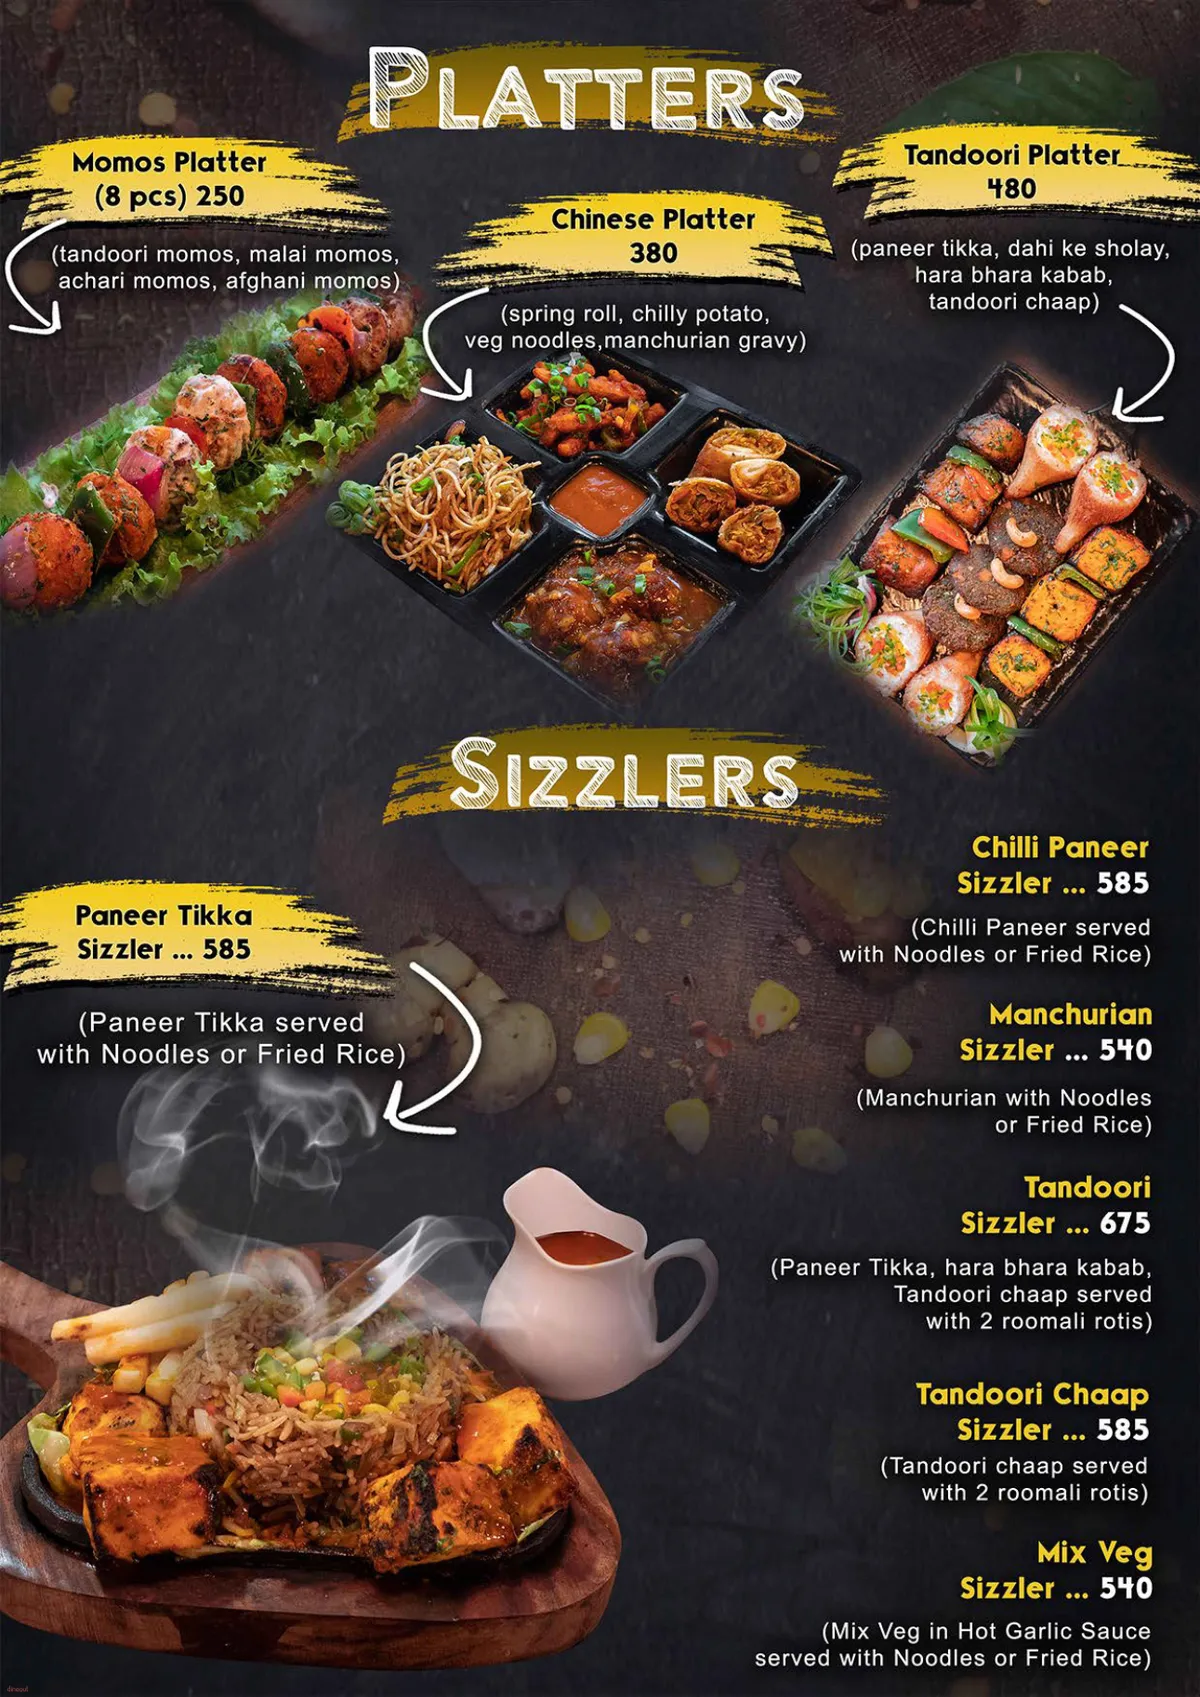 PLATTERS
Momos Platter
(8 pcs) 250
(tandoori momos, malai momos,
achari momos, afghani momos)
Chinese Platter
380
(spring roll, chilly potato,
veg noodles,manchurian gravy)
Tandoori Platter
480
(paneer tikka, dahi ke sholay,
hara bhara kabab,
tandoori chaap)
SIZZLERS
Paneer Tikka
Sizzler ... 585
(Paneer Tikka served
with Noodles or Fried Rice)
Chilli Paneer
Sizzler ... 585
(Chilli Paneer served
with Noodles or Fried Rice)
Manchurian
Sizzler ... 540
(Manchurian with Noodles
or Fried Rice)
Tandoori
Sizzler ... 675
(Paneer Tikka, hara bhara kabab,
Tandoori chaap served
with 2 roomali rotis)
Tandoori Chaap
Sizzler ... 585
(Tandoori chaap served
with 2 roomali rotis)
Mix Veg
Sizzler ... 540
(Mix Veg in Hot Garlic Sauce
served with Noodles or Fried Rice)